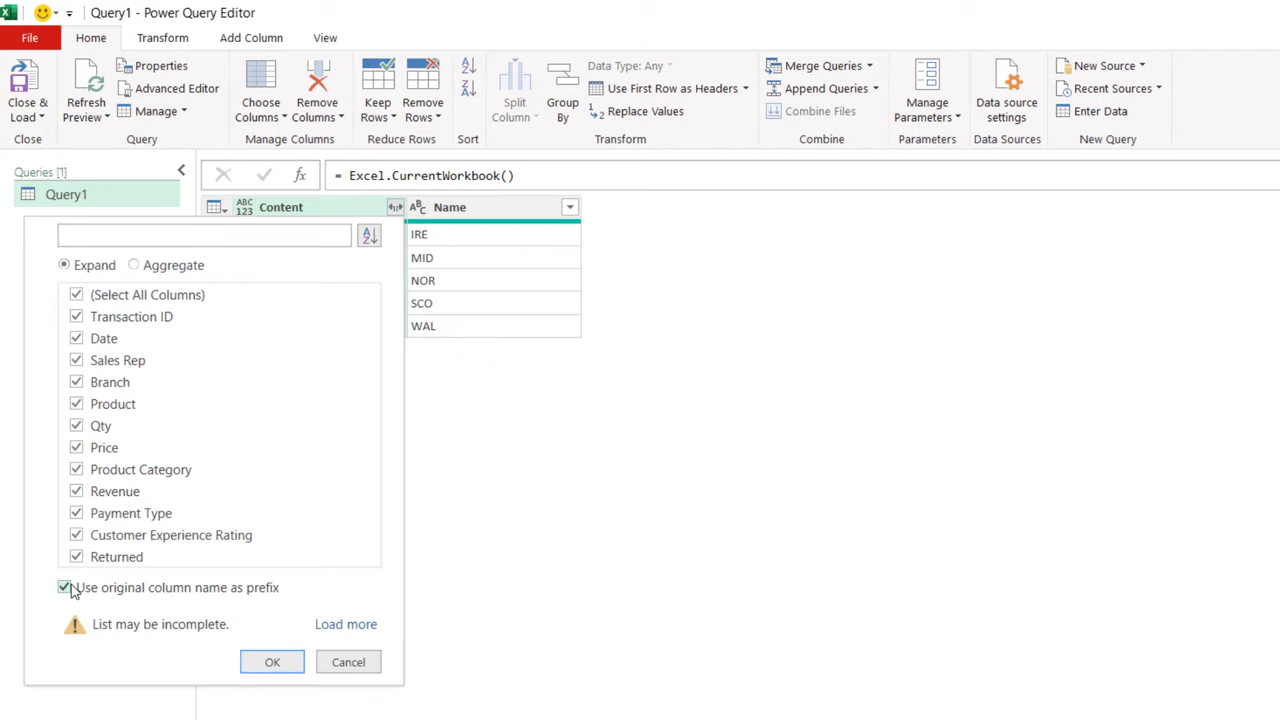 Query1 - Power Query Editor
File Home Transform Add Column View
Close & Load
Close
Refresh Preview
Properties
Advanced Editor
Manage
Query
Choose Columns
Remove Columns
Manage Columns
Keep Rows
Remove Rows
Reduce Rows
Sort
Split Column
Group By
Data Type: Any
Use First Row as Headers
Replace Values
Transform
Merge Queries
Append Queries
Combine Files
Combine
Manage Parameters
Parameters
Data source settings
Data Sources
New Source
Recent Sources
Enter Data
New Query
Queries [1]
Query1
fx
= Excel.CurrentWorkbook()
ABC 123 Content
ABC Name
IRE
MID
NOR
SCO
WAL
Expand Aggregate
(Select All Columns)
Transaction ID
Date
Sales Rep
Branch
Product
Qty
Price
Product Category
Revenue
Payment Type
Customer Experience Rating
Returned
Use original column name as prefix
List may be incomplete. Load more
OK Cancel